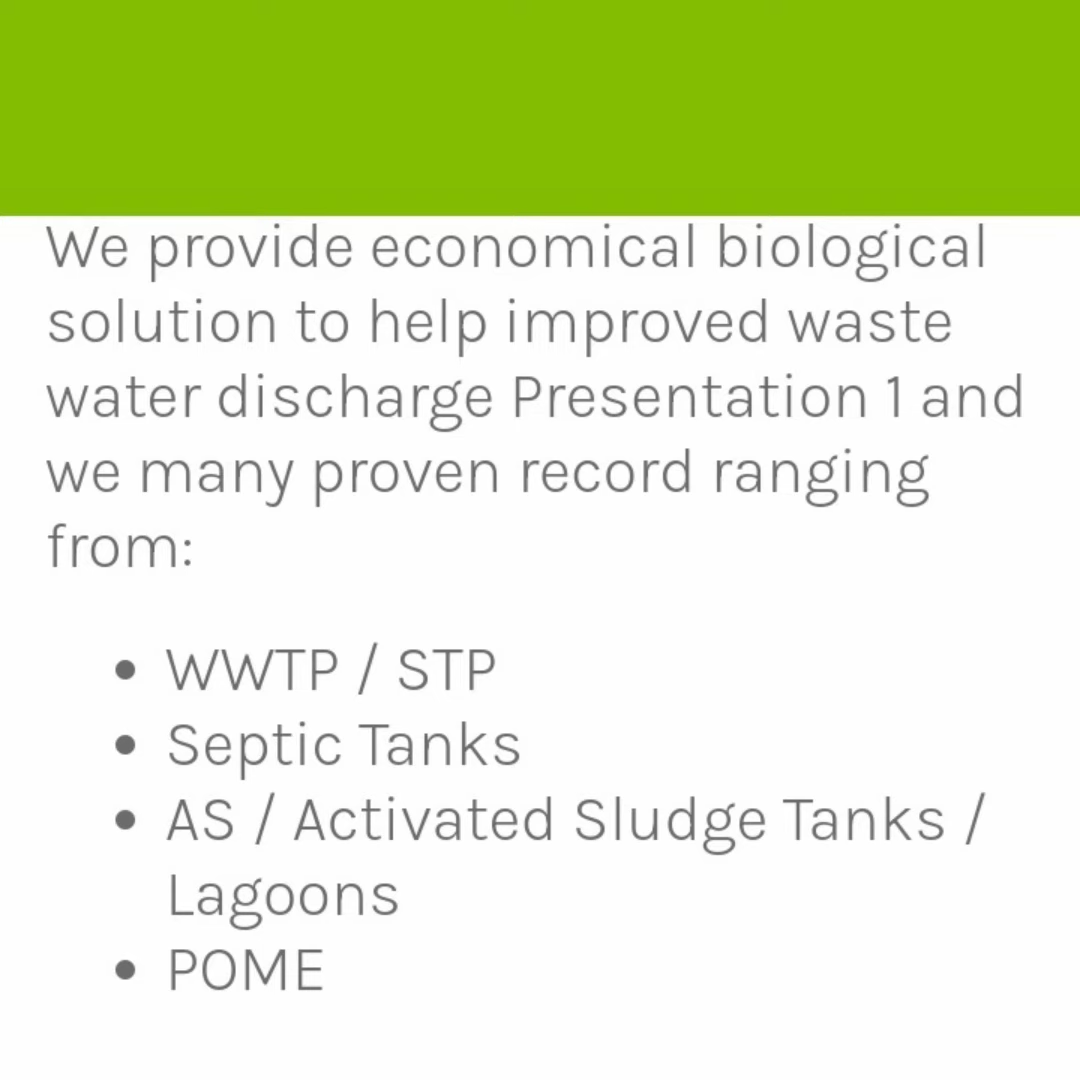 We provide economical biological
solution to help improved waste
water discharge Presentation 1 and
we many proven record ranging
from:
• WWTP / STP
• Septic Tanks
• AS / Activated Sludge Tanks /
Lagoons
• POME